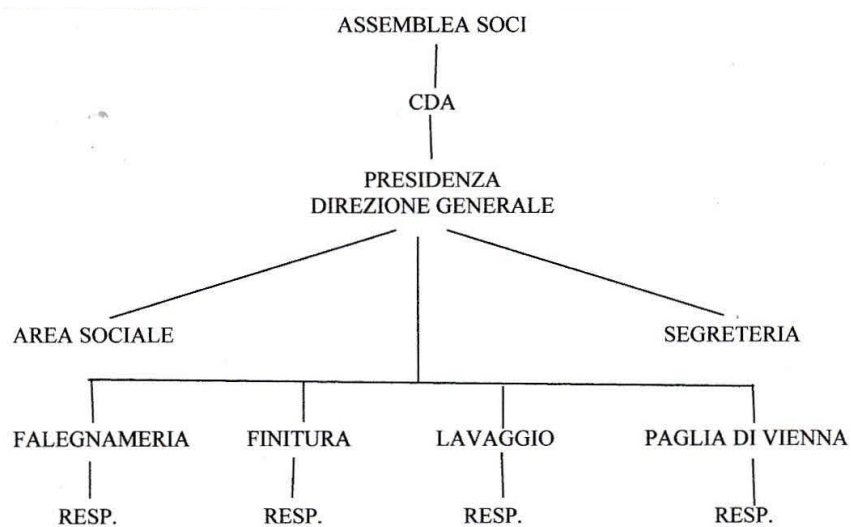 ASSEMBLEA SOCI
CDA
PRESIDENZA
DIREZIONE GENERALE
AREA SOCIALE
SEGRETERIA
FALEGNAMERIA
FINITURA
LAVAGGIO
PAGLIA DI VIENNA
RESP.
RESP.
RESP.
RESP.